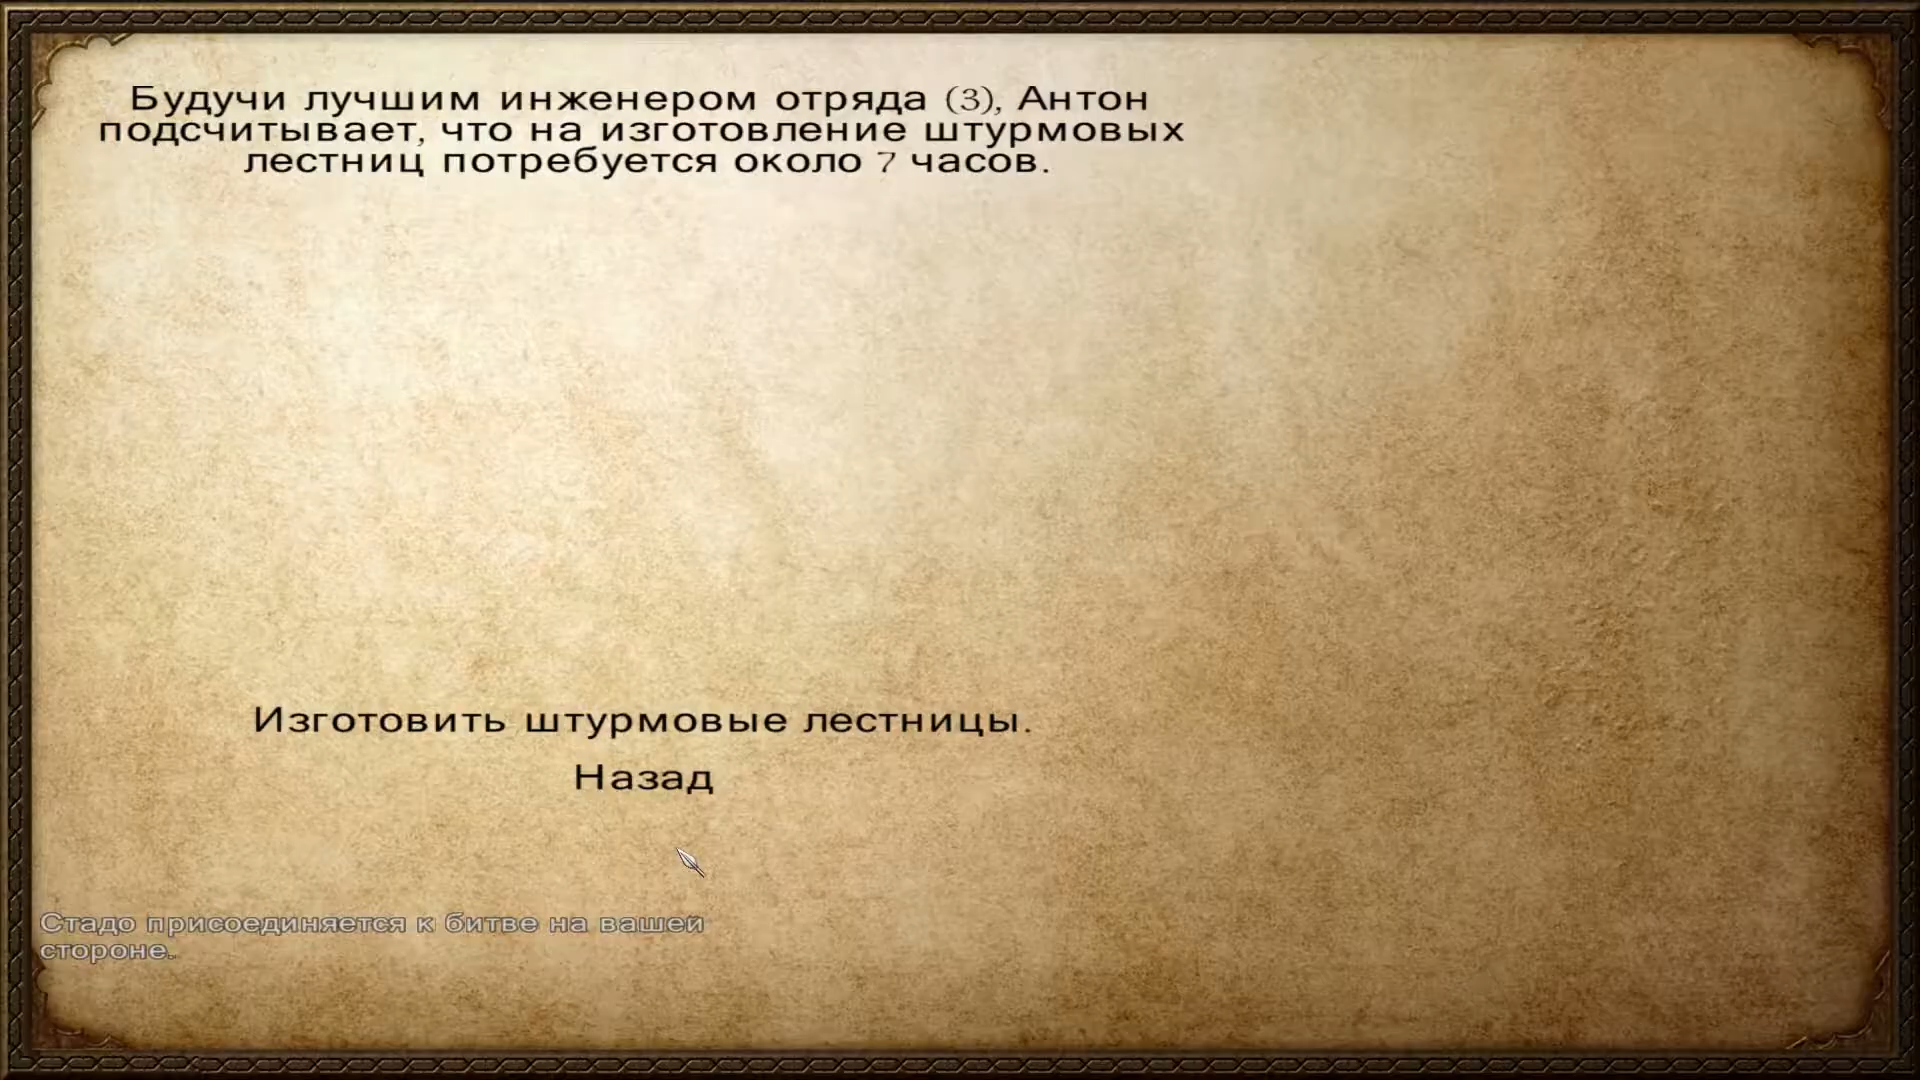 Будучи лучшим инженером отряда (3), Антон
подсчитывает, что на изготовление штурмовых
лестниц потребуется около 7 часов.
Изготовить штурмовые лестницы.
Назад
Стадо присоединяется к битве на вашей
стороне.